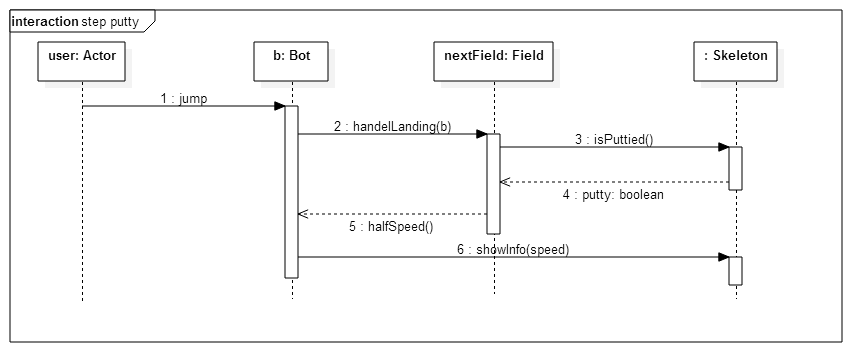 interaction step putty
user: Actor
b: Bot
nextField: Field
: Skeleton
1 : jump
2 : handelLanding(b)
3 : isPuttied()
4 : putty: boolean
5 : halfSpeed()
6 : showInfo(speed)